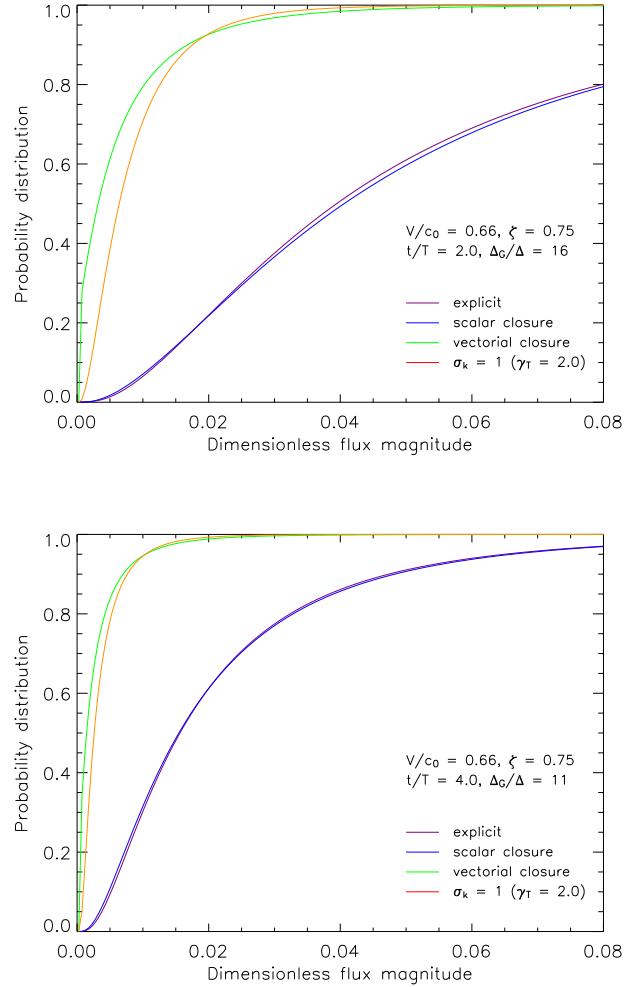 1.0
0.8
0.6
0.4
0.2
0.0
Probability distribution
V/c₀ = 0.66, ζ = 0.75
t/T = 2.0, Δ_G/Δ = 16
explicit
scalar closure
vectorial closure
σₖ = 1 (γ_T = 2.0)
0.00 0.02 0.04 0.06 0.08
Dimensionless flux magnitude
1.0
0.8
0.6
0.4
0.2
0.0
Probability distribution
V/c₀ = 0.66, ζ = 0.75
t/T = 4.0, Δ_G/Δ = 11
explicit
scalar closure
vectorial closure
σₖ = 1 (γ_T = 2.0)
0.00 0.02 0.04 0.06 0.08
Dimensionless flux magnitude